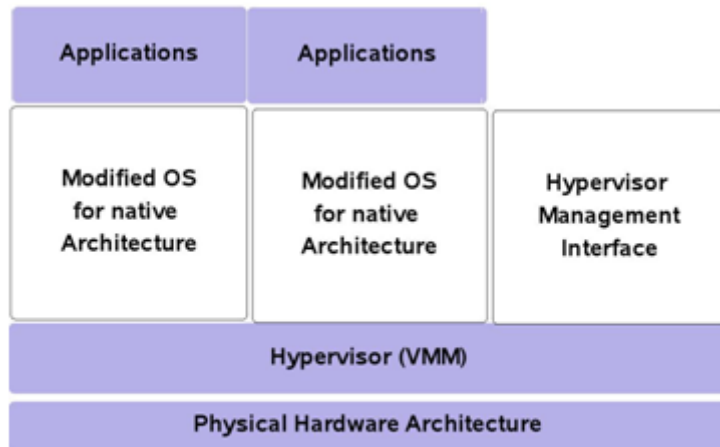 Applications
Applications
Modified OS
for native
Architecture
Modified OS
for native
Architecture
Hypervisor
Management
Interface
Hypervisor (VMM)
Physical Hardware Architecture